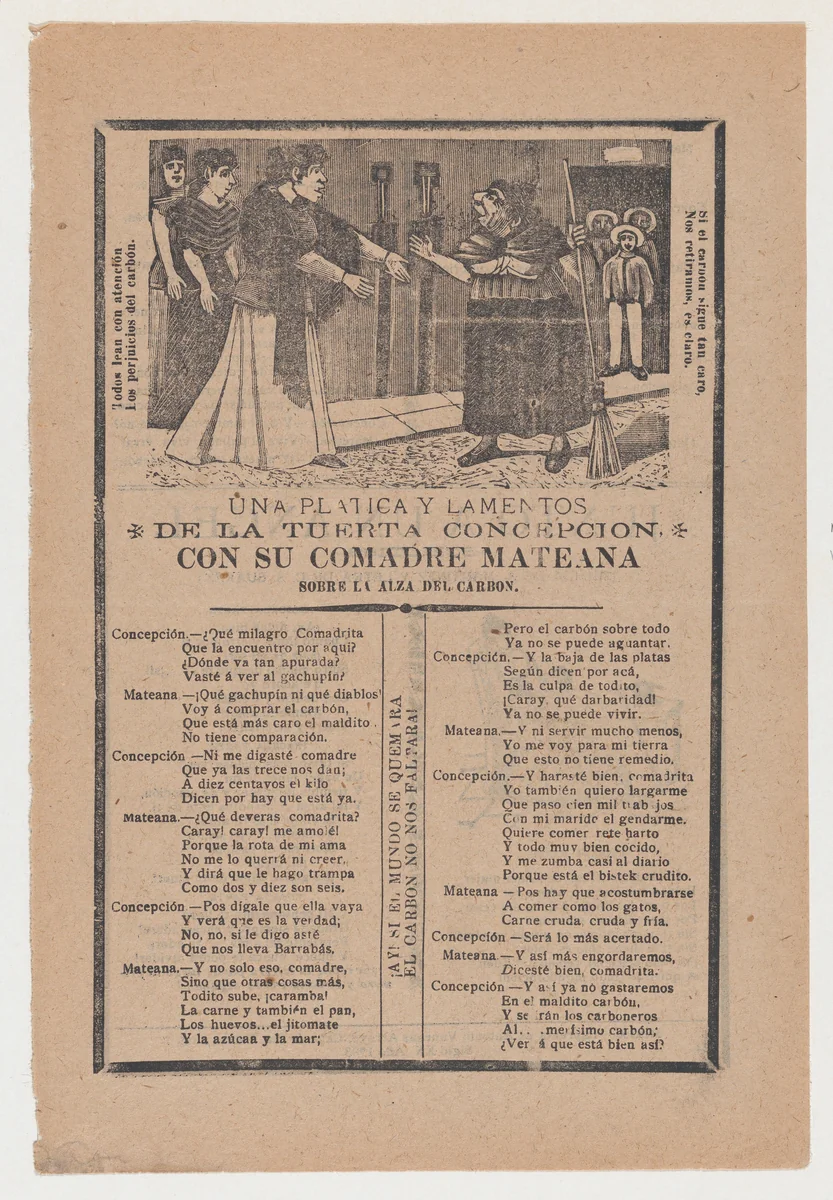 Todos lean con atención
Los perjuicios del carbón.
Si el carbon sigue tan caro,
Nos retiramos, es claro.
UNA PLATICA Y LAMENTOS
DE LA TUERTA CONCEPCION,
CON SU COMADRE MATEANA
SOBRE LA ALZA DEL CARBON.
Concepción.—¿Qué milagro Comadrita
Que la encuentro por aquí?
¿Dónde va tan apurada?
Vasté á ver al gachupín?
Mateana —¡Qué gachupín ni qué diablos!
Voy á comprar el carbón,
Que está más caro el maldito
No tiene comparación.
Concepción —Ni me digasté comadre
Que ya las trece nos dan;
A diez centavos el kilo
Dicen por hay que está ya.
Mateana.—¿Qué deveras comadrita?
Caray! caray! me amolé!
Porque la rota de mi ama
No me lo querrá ni creer,
Y dirá que le hago trampa
Como dos y diez son seis.
Concepción —Pos dígale que ella vaya
Y verá que es la verdad;
No, no, si le digo asté
Que nos lleva Barrabás.
Mateana.—Y no solo eso, comadre,
Sino que otras cosas más,
Todito sube, ¡caramba!
La carne y también el pan,
Los huevos...el jitomate
Y la azúcaa y la mar;
¡AY! SI EL MUNDO SE QUEMARA
EL CARBON NO NOS FALTARA!
Pero el carbón sobre todo
Ya no se puede aguantar.
Concepción.—Y la baja de las platas
Según dicen por acá,
Es la culpa de todito,
¡Caray, qué darbaridad!
Ya no se puede vivir.
Mateana.—Y ni servir mucho menos,
Yo me voy para mi tierra
Que esto no tiene remedio.
Concepción.—Y harasté bien, comadrita
Yo también quiero largarme
Que paso cien mil trabajos
Con mi marido el gendarme.
Quiere comer rete harto
Y todo muy bien cocido,
Y me zumba casi al diario
Porque está el bistek crudito.
Mateana —Pos hay que acostumbrarse
A comer como los gatos,
Carne cruda, cruda y fría.
Concepción —Será lo más acertado.
Mateana.—Y así más engordaremos,
Dicesté bien, comadrita.
Concepción —Y así ya no gastaremos
En el maldito carbón,
Y se irán los carboneros
Al merísimo carbón;
¿Verá que está bien así?